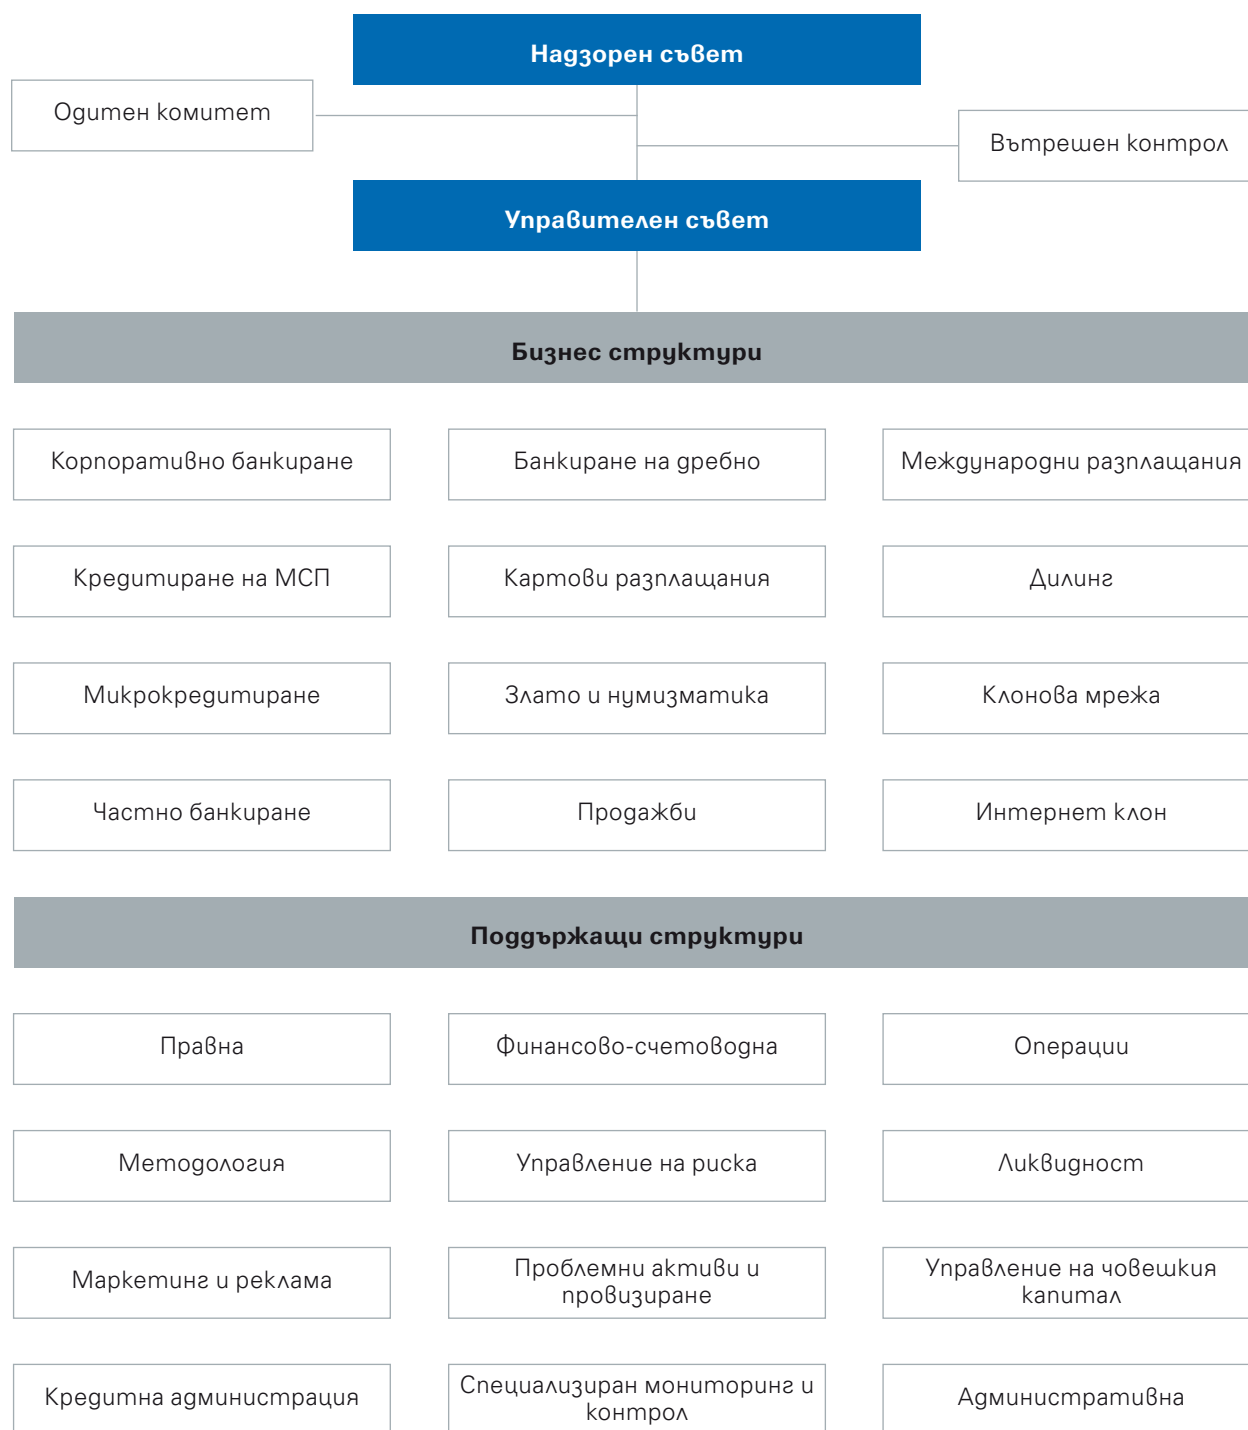 Надзорен съвет
Одитен комитет
Вътрешен контрол
Управителен съвет
Бизнес структури
Корпоративно банкиране
Банкиране на дребно
Международни разплащания
Кредитиране на МСП
Картови разплащания
Дилинг
Микрокредитиране
Злато и нумизматика
Клонова мрежа
Частно банкиране
Продажби
Интернет клон
Поддържащи структури
Правна
Финансово-счетоводна
Операции
Методология
Управление на риска
Ликвидност
Маркетинг и реклама
Проблемни активи и
провизиране
Управление на човешкия
капитал
Кредитна администрация
Специализиран мониторинг и
контрол
Административна